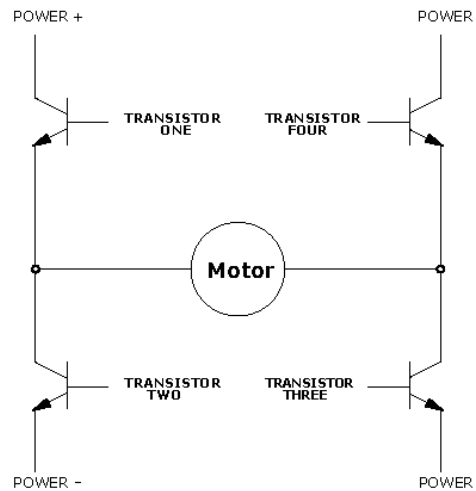 POWER +
POWER
TRANSISTOR
ONE
TRANSISTOR
FOUR
Motor
TRANSISTOR
TWO
TRANSISTOR
THREE
POWER -
POWER